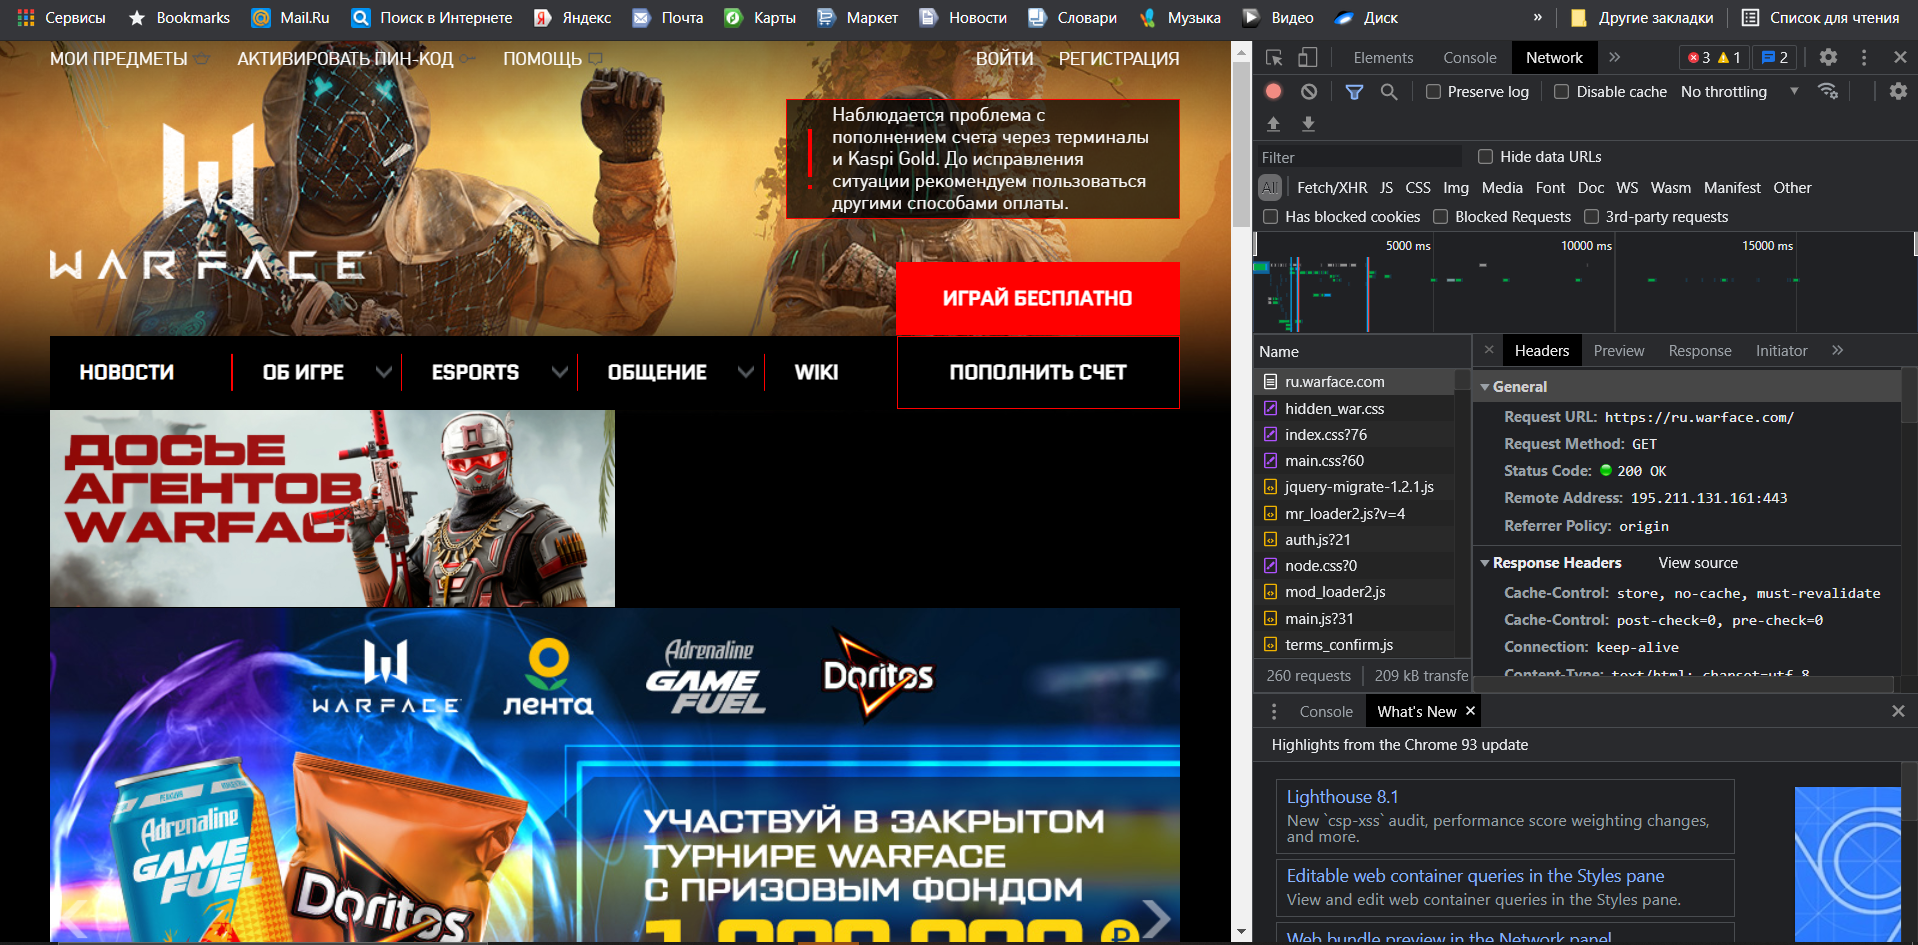 Сервисы
Bookmarks
Mail.Ru
Поиск в Интернете
Яндекс
Почта
Карты
Маркет
Новости
Словари
Музыка
Видео
Диск
»
Другие закладки
Список для чтения
МОИ ПРЕДМЕТЫ
АКТИВИРОВАТЬ ПИН-КОД
ПОМОЩЬ
ВОЙТИ
РЕГИСТРАЦИЯ
Наблюдается проблема с
пополнением счета через терминалы
и Kaspi Gold. До исправления
ситуации рекомендуем пользоваться
другими способами оплаты.
WARFACE
ИГРАЙ БЕСПЛАТНО
НОВОСТИ
ОБ ИГРЕ
ESPORTS
ОБЩЕНИЕ
WIKI
ПОПОЛНИТЬ СЧЕТ
ДОСЬЕ
АГЕНТОВ
WARFACE
WARFACE
лента
Adrenaline
GAME
FUEL
Doritos
Adrenaline
GAME
FUEL
Doritos
УЧАСТВУЙ В ЗАКРЫТОМ
ТУРНИРЕ WARFACE
С ПРИЗОВЫМ ФОНДОМ
1 000 000 ₽
Elements
Console
Network
»
3
1
2
Preserve log
Disable cache
No throttling
Filter
Hide data URLs
All
Fetch/XHR
JS
CSS
Img
Media
Font
Doc
WS
Wasm
Manifest
Other
Has blocked cookies
Blocked Requests
3rd-party requests
5000 ms
10000 ms
15000 ms
Name
ru.warface.com
hidden_war.css
index.css?76
main.css?60
jquery-migrate-1.2.1.js
mr_loader2.js?v=4
auth.js?21
node.css?0
mod_loader2.js
main.js?31
terms_confirm.js
260 requests
209 kB transfe
Headers
Preview
Response
Initiator
»
General
Request URL: https://ru.warface.com/
Request Method: GET
Status Code: 200 OK
Remote Address: 195.211.131.161:443
Referrer Policy: origin
Response Headers
View source
Cache-Control: store, no-cache, must-revalidate
Cache-Control: post-check=0, pre-check=0
Connection: keep-alive
Content-Type: text/html; charset=utf-8
Console
What's New
Highlights from the Chrome 93 update
Lighthouse 8.1
New `csp-xss` audit, performance score weighting changes,
and more.
Editable web container queries in the Styles pane
View and edit web container queries in the Styles pane.
Web bundle preview in the Network panel